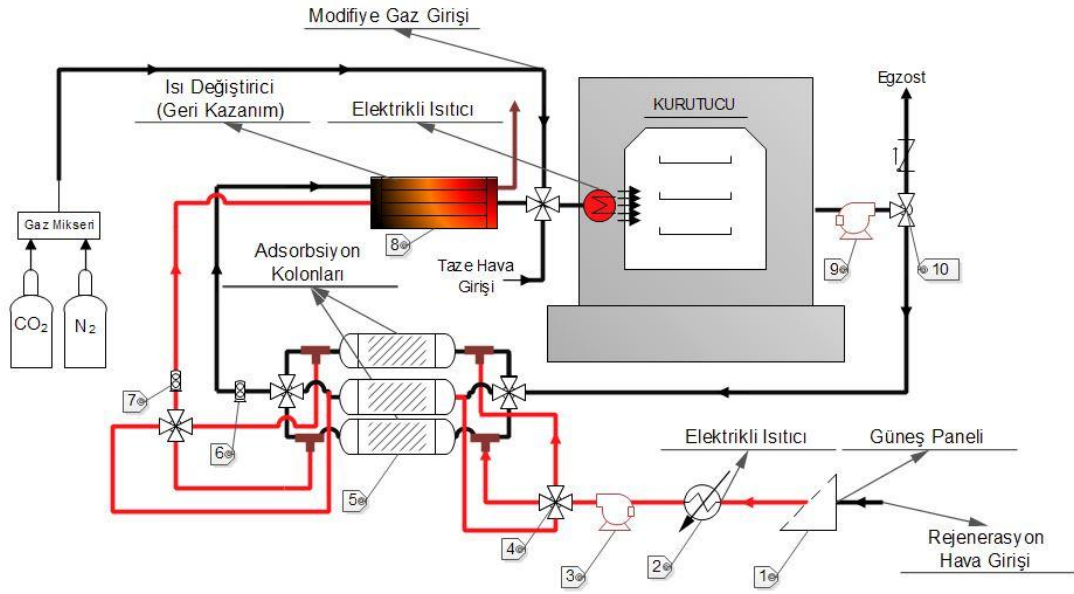 Modifiye Gaz Girişi
Isı Değiştirici
(Geri Kazanım)
Elektrikli Isıtıcı
KURUTUCU
Egzost
Gaz Mikseri
8
9
10
Adsorbsiyon
Kolonları
Taze Hava
Girişi
CO₂
N₂
7
6
5
Elektrikli Isıtıcı
Güneş Paneli
4
3
2
1
Rejenerasyon
Hava Girişi